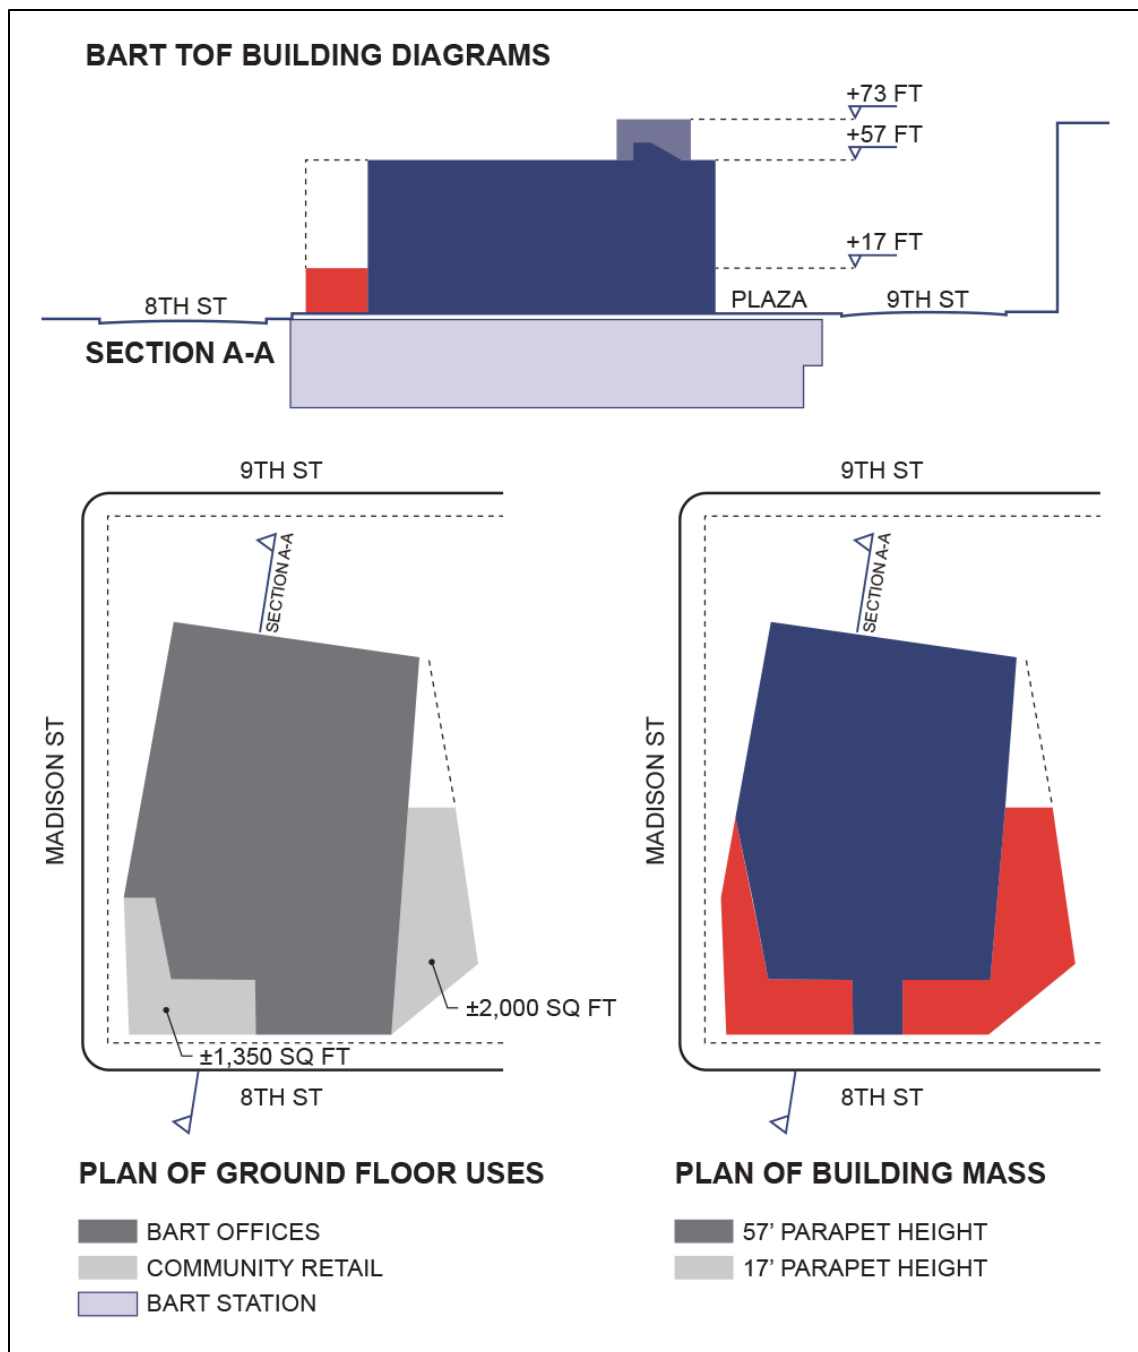 BART TOF BUILDING DIAGRAMS
+73 FT
+57 FT
+17 FT
8TH ST
PLAZA
9TH ST
SECTION A-A
9TH ST
SECTION A-A
MADISON ST
±2,000 SQ FT
±1,350 SQ FT
8TH ST
PLAN OF GROUND FLOOR USES
BART OFFICES
COMMUNITY RETAIL
BART STATION
9TH ST
SECTION A-A
MADISON ST
8TH ST
PLAN OF BUILDING MASS
57’ PARAPET HEIGHT
17’ PARAPET HEIGHT